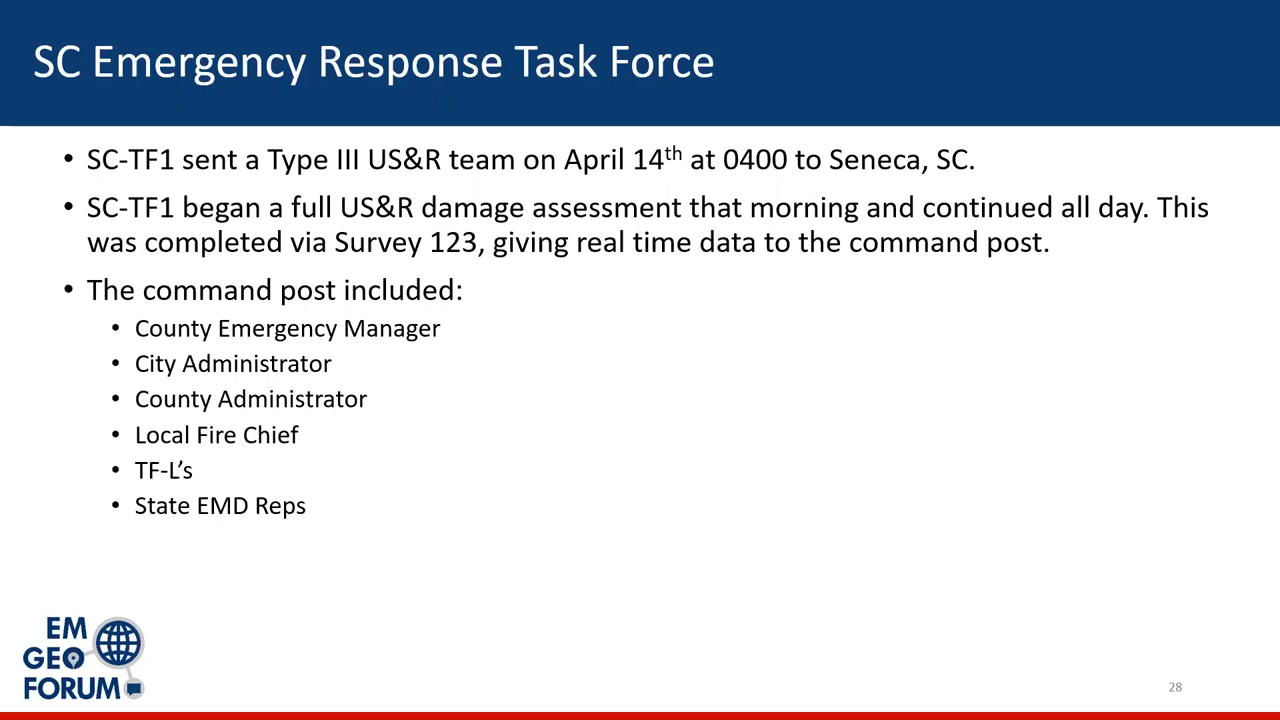 SC Emergency Response Task Force
• SC-TF1 sent a Type III US&R team on April 14th at 0400 to Seneca, SC.
• SC-TF1 began a full US&R damage assessment that morning and continued all day. This
was completed via Survey 123, giving real time data to the command post.
• The command post included:
• County Emergency Manager
• City Administrator
• County Administrator
• Local Fire Chief
• TF-L’s
• State EMD Reps
EM
GEO
FORUM
28